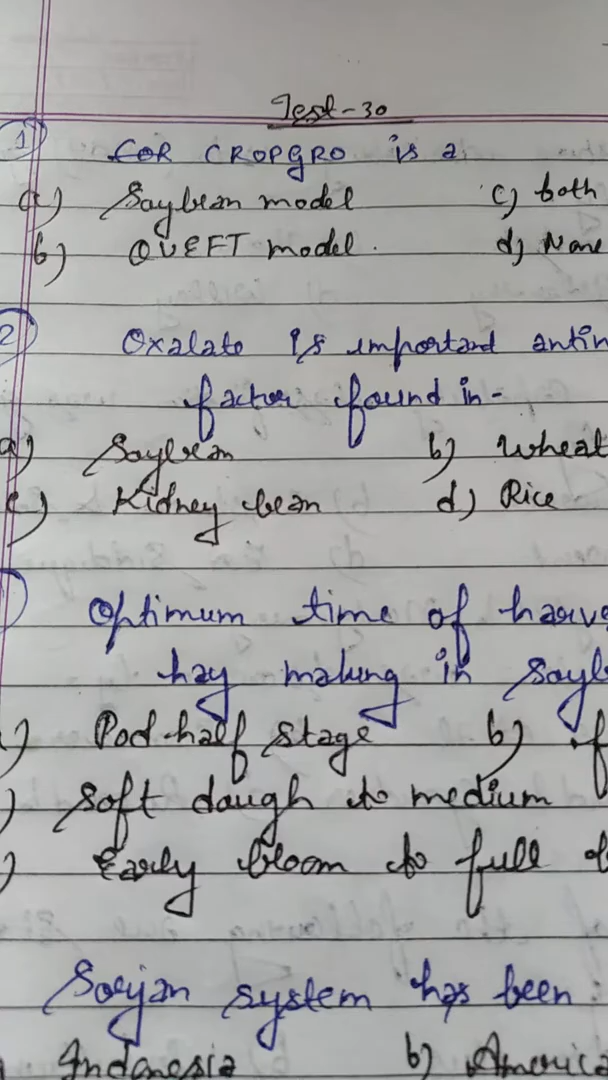 Test-30
1 for CROPGRO is a
a) Soybean model c) both
b) QUEFT model. d) None
2 Oxalate is important antin
factor found in-
a) Soybean b) Wheat
c) Kidney bean d) Rice
Optimum time of harve
hay making in Soyb
) Pod-half stage b) f
) Soft dough to medium
) Early bloom to full
Sorjan system has been :
Indonesia b) America